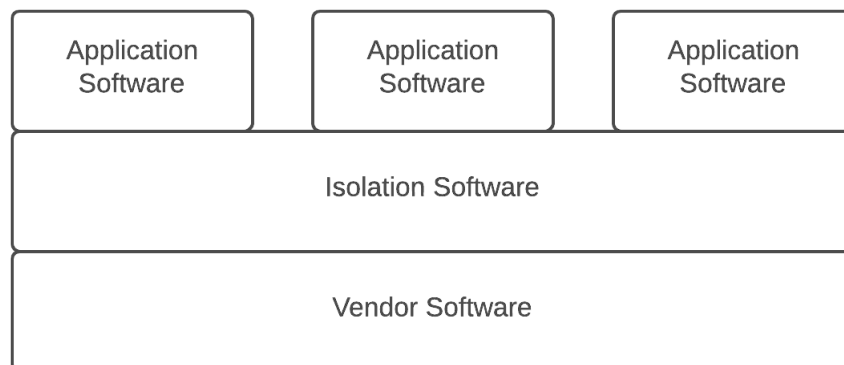 Application
Software
Application
Software
Application
Software
Isolation Software
Vendor Software